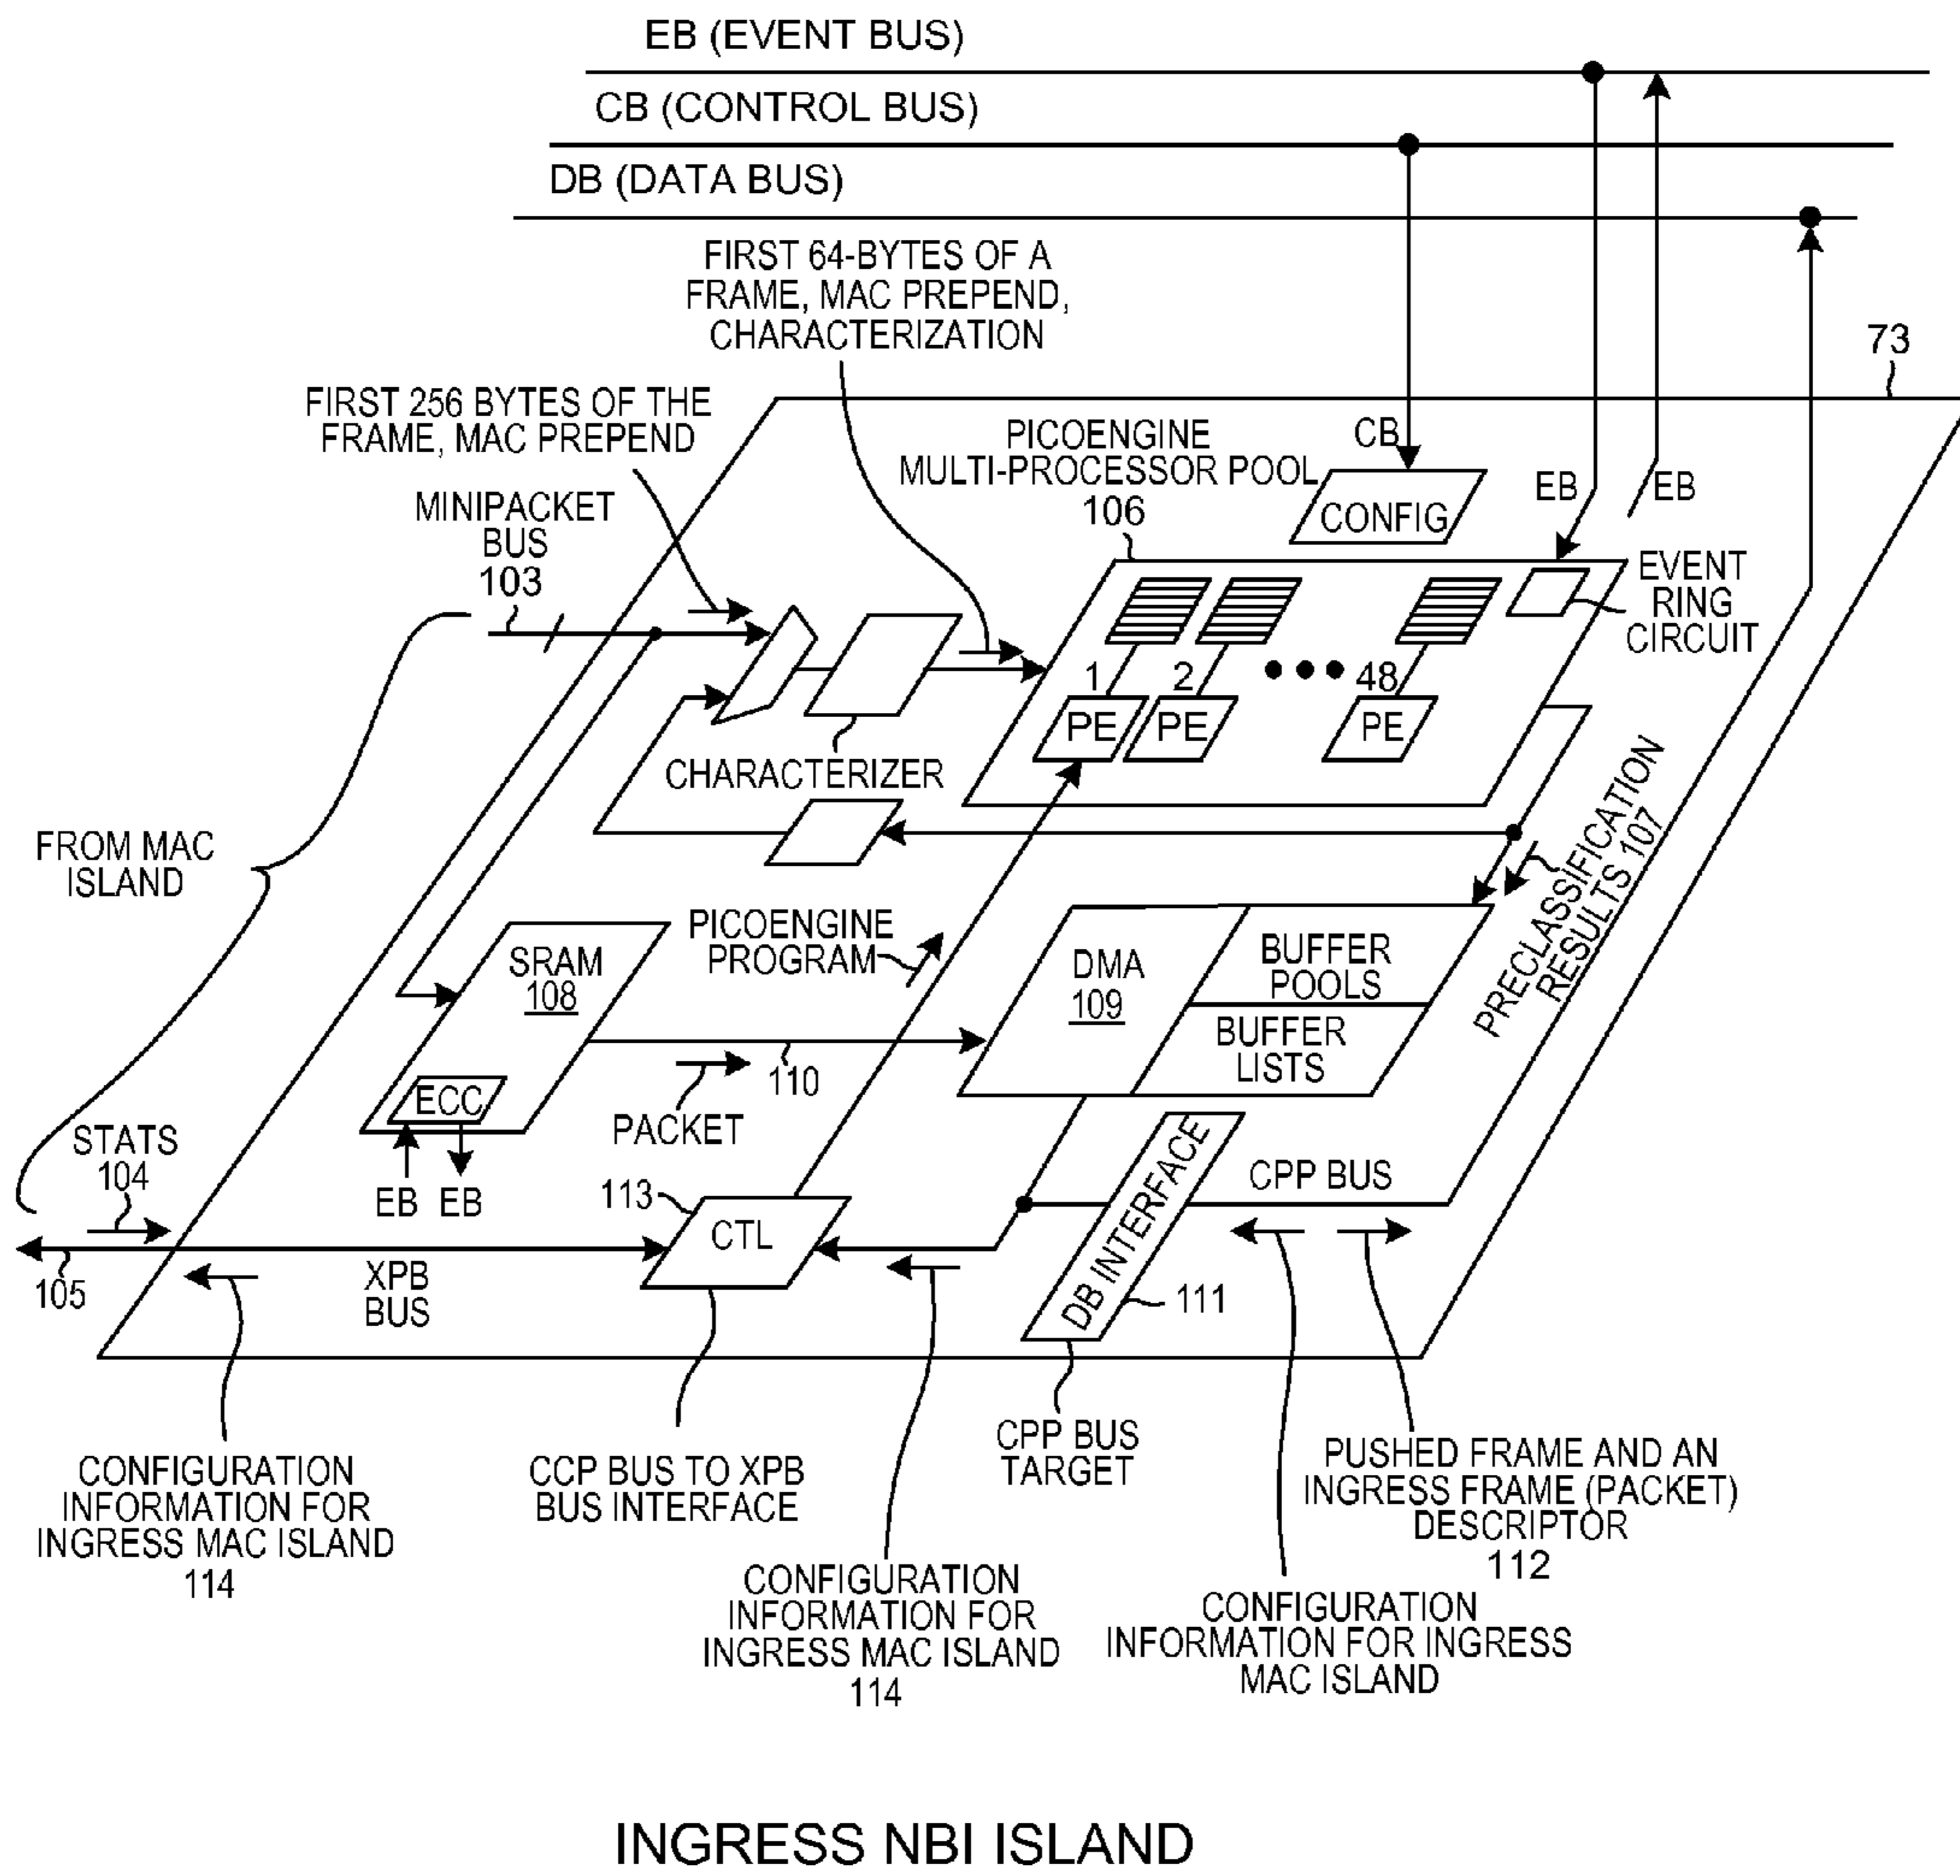 EB (EVENT BUS)
CB (CONTROL BUS)
DB (DATA BUS)
FIRST 64-BYTES OF A
FRAME, MAC PREPEND,
CHARACTERIZATION
73
FIRST 256 BYTES OF THE
FRAME, MAC PREPEND
CB
PICOENGINE
MULTI-PROCESSOR POOL
106
CONFIG
EB
EB
MINIPACKET
BUS
103
EVENT
RING
CIRCUIT
1
2
48
PE
PE
PE
CHARACTERIZER
FROM MAC
ISLAND
PRECLASSIFICATION
RESULTS 107
PICOENGINE
PROGRAM
SRAM
108
DMA
109
BUFFER
POOLS
BUFFER
LISTS
ECC
EB
EB
110
PACKET
STATS
104
113
CTL
DB INTERFACE
CPP BUS
105
XPB
BUS
111
CONFIGURATION
INFORMATION FOR
INGRESS MAC ISLAND
114
CCP BUS TO XPB
BUS INTERFACE
CPP BUS
TARGET
PUSHED FRAME AND AN
INGRESS FRAME (PACKET)
DESCRIPTOR
112
CONFIGURATION
INFORMATION FOR
INGRESS MAC ISLAND
114
CONFIGURATION
INFORMATION FOR INGRESS
MAC ISLAND
INGRESS NBI ISLAND